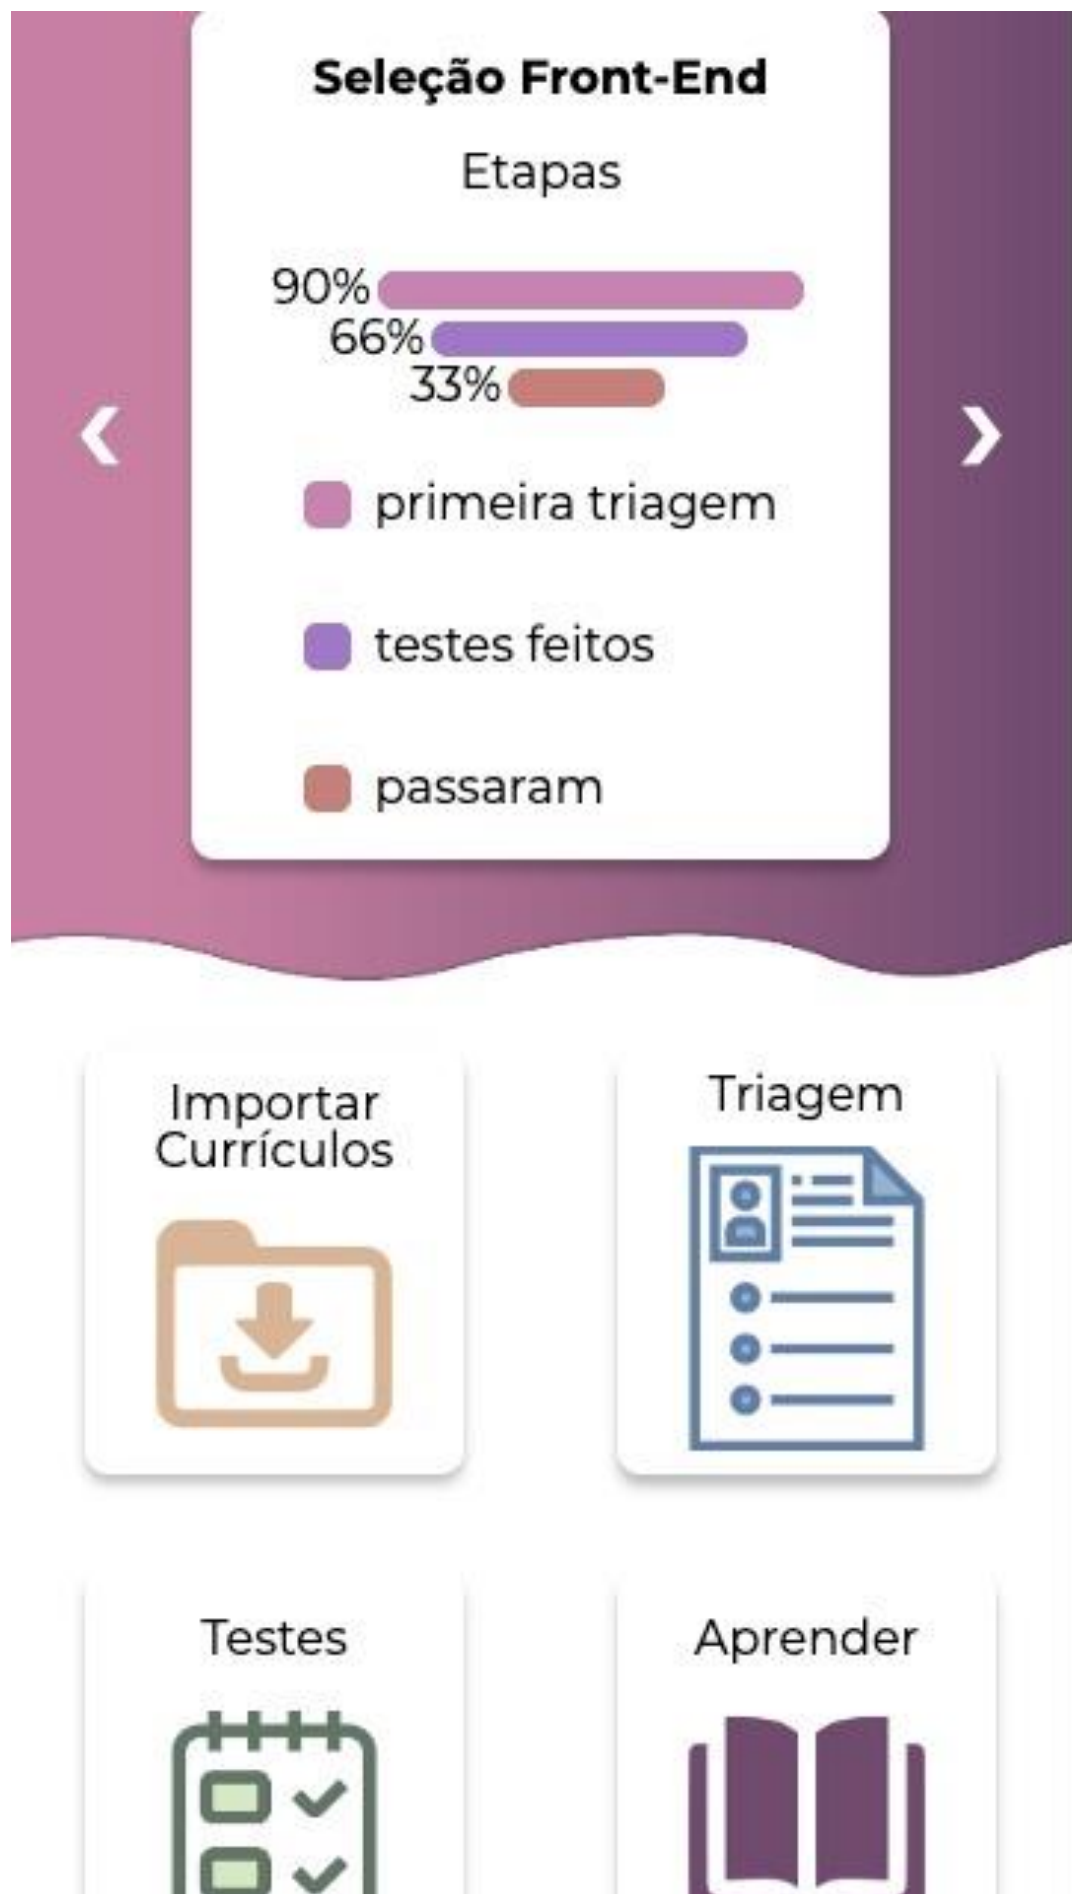 Seleção Front-End
Etapas
90%
66%
33%
primeira triagem
testes feitos
passaram
Importar
Currículos
Triagem
Testes
Aprender